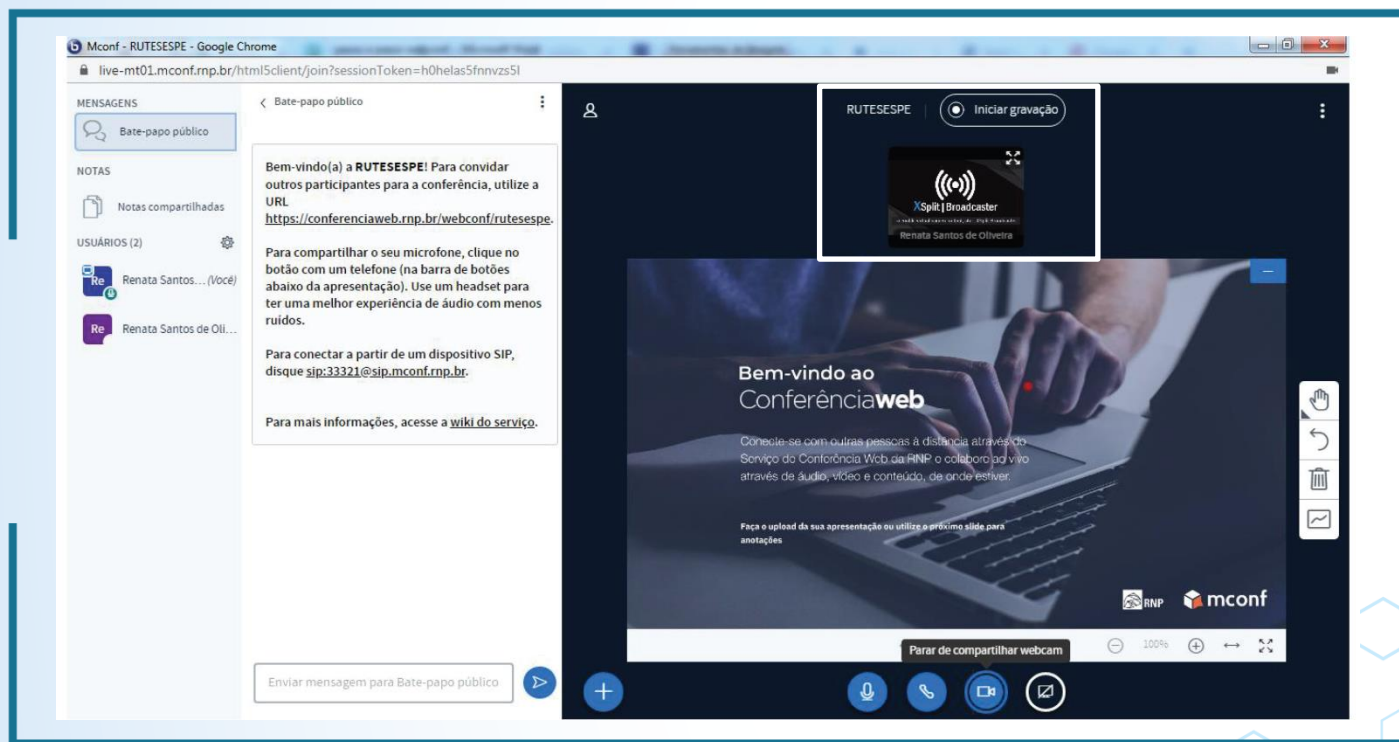 Mconf - RUTESESPE - Google Chrome
live-mt01.mconf.rnp.br/html5client/join?sessionToken=h0helas5fnnvzs5l
MENSAGENS
Bate-papo público
NOTAS
Notas compartilhadas
USUÁRIOS (2)
Re
Renata Santos... (Você)
Re
Renata Santos de Oli...
Bate-papo público
Bem-vindo(a) a RUTESESPE! Para convidar
outros participantes para a conferência, utilize a
URL
https://conferenciaweb.rnp.br/webconf/rutesespe.
Para compartilhar o seu microfone, clique no
botão com um telefone (na barra de botões
abaixo da apresentação). Use um headset para
ter uma melhor experiência de áudio com menos
ruídos.
Para conectar a partir de um dispositivo SIP,
disque sip:33321@sip.mconf.rnp.br.
Para mais informações, acesse a wiki do serviço.
Enviar mensagem para Bate-papo público
RUTESESPE
Iniciar gravação
XSplit | Broadcaster
Renata Santos de Oliveira
Bem-vindo ao
Conferênciaweb
Conecte-se com outras pessoas à distância através do
Serviço de Conferência Web da RNP e colabore ao vivo
através de áudio, vídeo e conteúdo, de onde estiver.
Faça o upload da sua apresentação ou utilize o próximo slide para
anotações
RNP
mconf
100%
Parar de compartilhar webcam